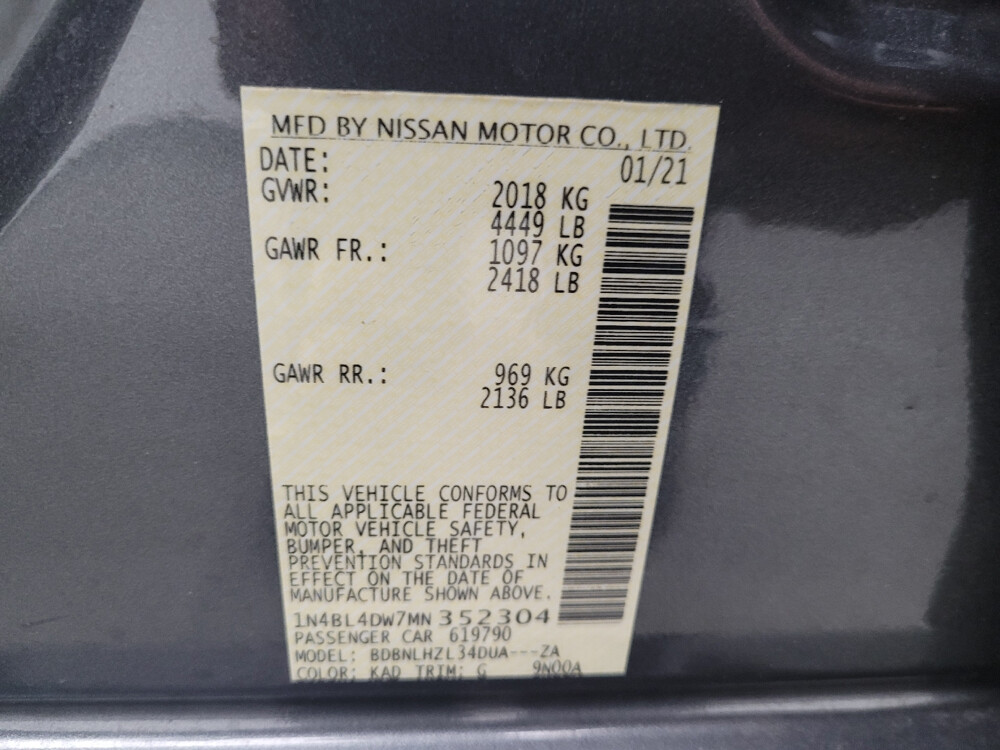 MFD BY NISSAN MOTOR CO., LTD.
DATE: 01/21
GVWR: 2018 KG
4449 LB
GAWR FR.: 1097 KG
2418 LB
GAWR RR.: 969 KG
2136 LB
THIS VEHICLE CONFORMS TO
ALL APPLICABLE FEDERAL
MOTOR VEHICLE SAFETY,
BUMPER, AND THEFT
PREVENTION STANDARDS IN
EFFECT ON THE DATE OF
MANUFACTURE SHOWN ABOVE.
1N4BL4DW7MN352304
PASSENGER CAR 619790
MODEL: BDBNLHZL34DUA---ZA
COLOR: KAD TRIM: G 9N00A